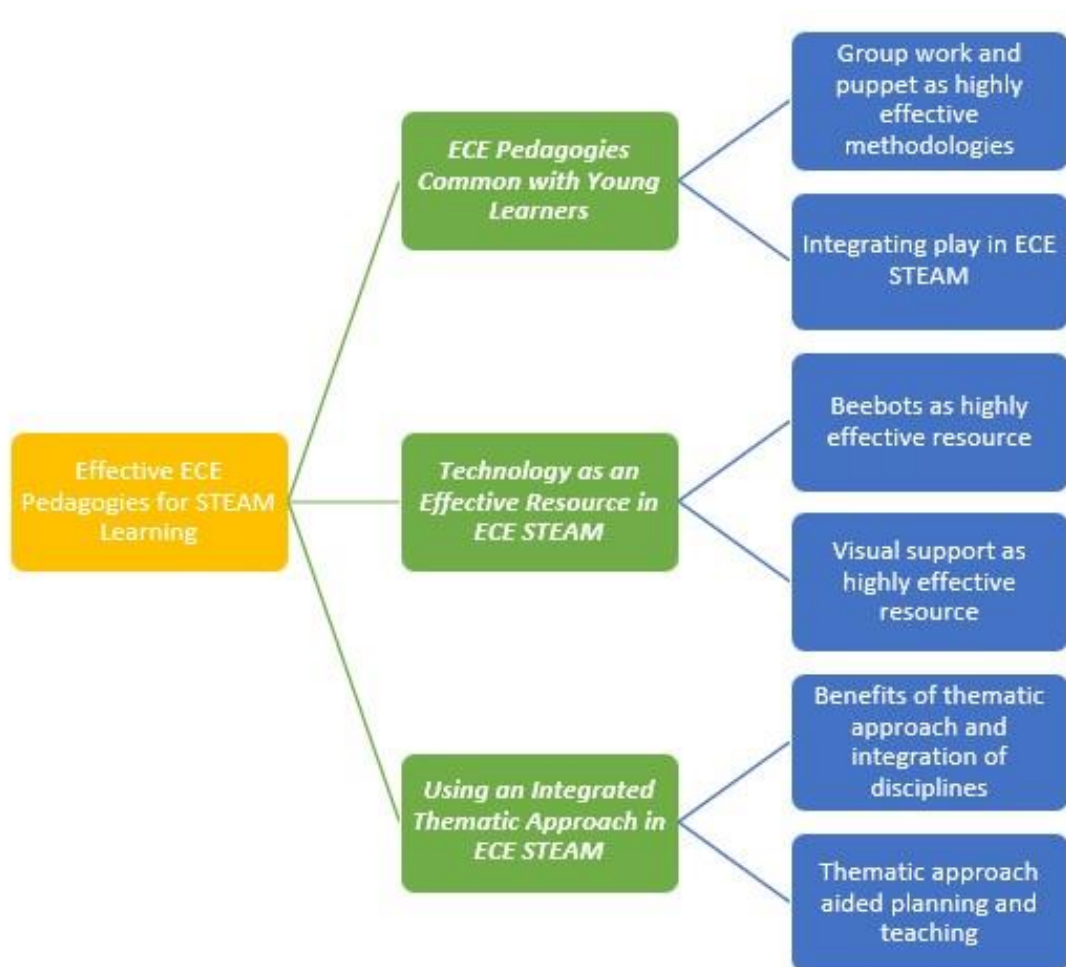 Effective ECE
Pedagogies for STEAM
Learning
ECE Pedagogies
Common with Young
Learners
Group work and
puppet as highly
effective
methodologies
Integrating play in ECE
STEAM
Technology as an
Effective Resource in
ECE STEAM
Beebots as highly
effective resource
Visual support as
highly effective
resource
Using an Integrated
Thematic Approach in
ECE STEAM
Benefits of thematic
approach and
integration of
disciplines
Thematic approach
aided planning and
teaching